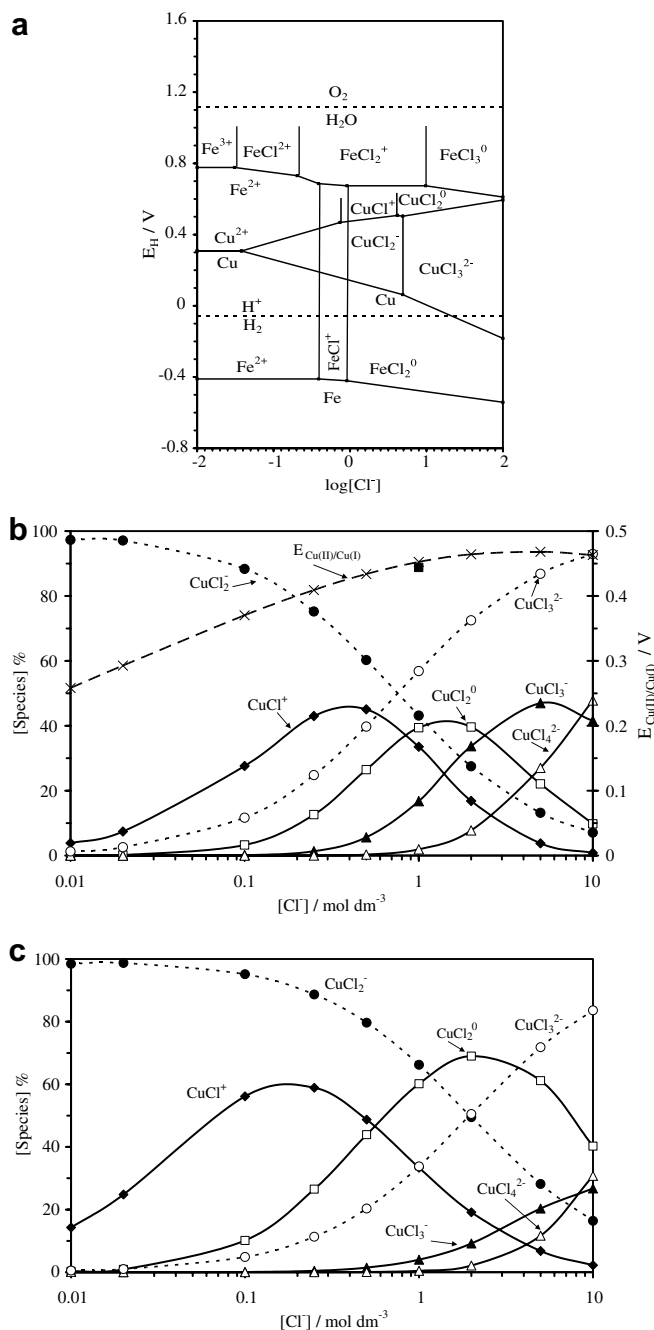 a
1.6
1.2
0.8
0.4
0
-0.4
-0.8
E_H / V
O₂
H₂O
Fe³⁺
FeCl²⁺
FeCl₂⁺
FeCl₃⁰
Fe²⁺
CuCl⁺
CuCl₂⁰
Cu²⁺
CuCl₂⁻
CuCl₃²⁻
Cu
Cu
H⁺
H₂
Fe²⁺
FeCl⁺
FeCl₂⁰
Fe
-2 -1 0 1 2
log[Cl⁻]
b
100
80
60
40
20
0
[Species] %
0.5
0.4
0.3
0.2
0.1
0
E Cu(II)/Cu(I) / V
E Cu(II)/Cu(I)
CuCl₂⁻
CuCl₃²⁻
CuCl⁺
CuCl₂⁰
CuCl₃⁻
CuCl₄²⁻
0.01 0.1 1 10
[Cl⁻] / mol dm⁻³
c
100
80
60
40
20
0
[Species] %
CuCl₂⁻
CuCl₂⁰
CuCl₃²⁻
CuCl⁺
CuCl₄²⁻
CuCl₃⁻
0.01 0.1 1 10
[Cl⁻] / mol dm⁻³